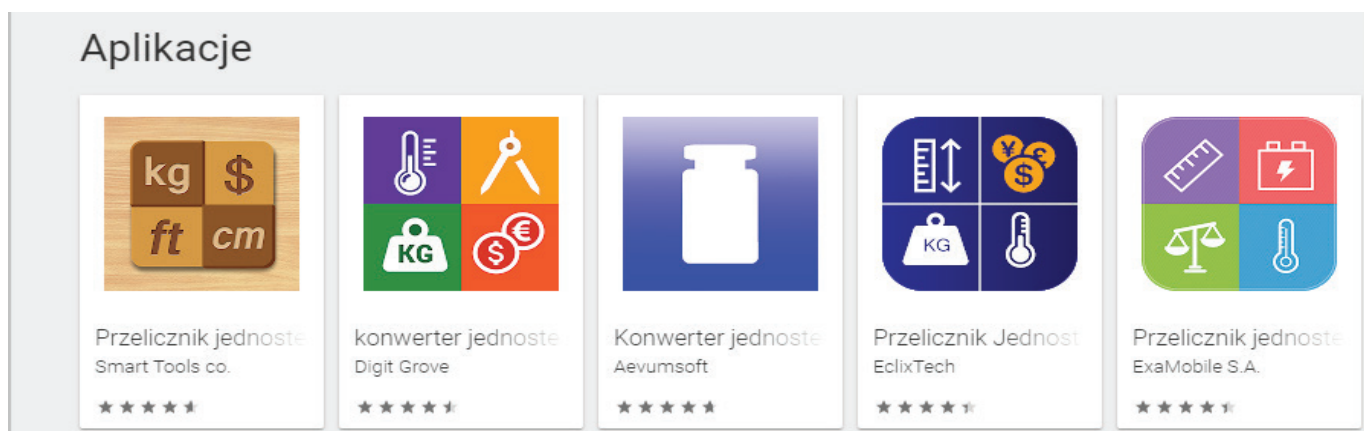 Aplikacje
kg $
ft cm
Przelicznik jednoste
Smart Tools co.
KG $ €
konwerter jednoste
Digit Grove
Konwerter jednoste
Aevumsoft
¥ £ $
KG
Przelicznik Jednost
EclixTech
Przelicznik jednoste
ExaMobile S.A.